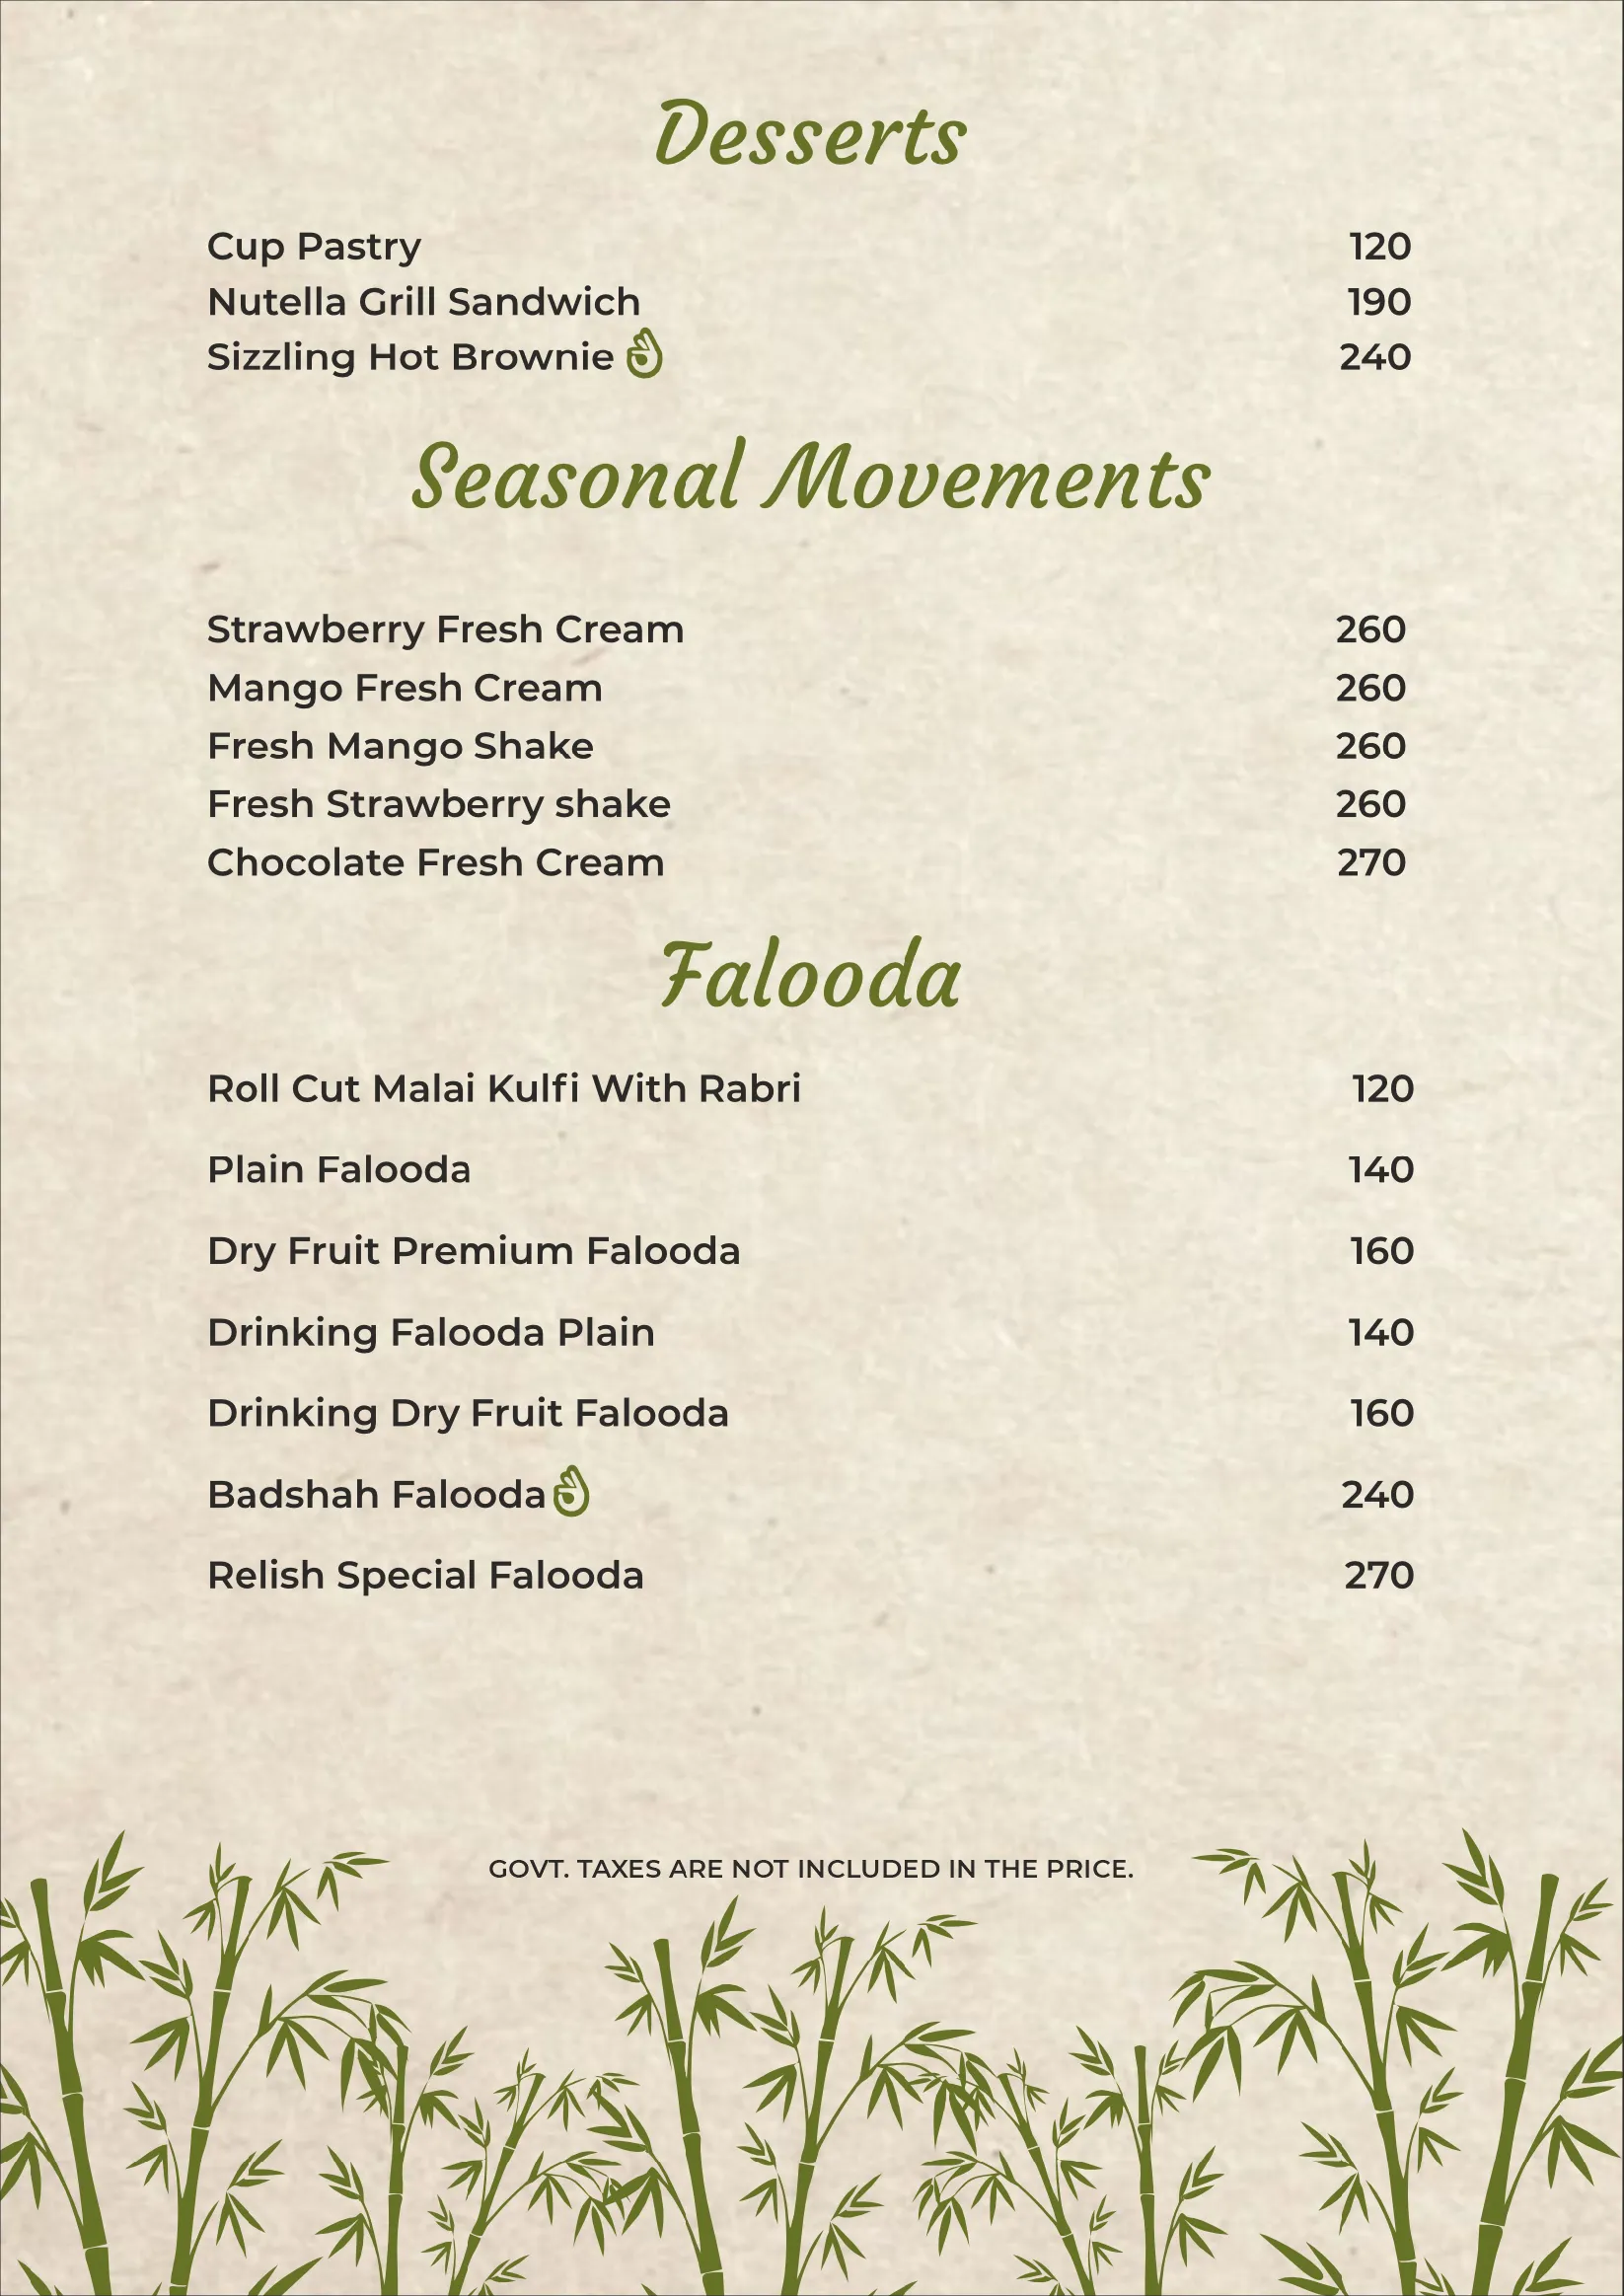 Desserts
Cup Pastry 120
Nutella Grill Sandwich 190
Sizzling Hot Brownie 240
Seasonal Movements
Strawberry Fresh Cream 260
Mango Fresh Cream 260
Fresh Mango Shake 260
Fresh Strawberry shake 260
Chocolate Fresh Cream 270
Falooda
Roll Cut Malai Kulfi With Rabri 120
Plain Falooda 140
Dry Fruit Premium Falooda 160
Drinking Falooda Plain 140
Drinking Dry Fruit Falooda 160
Badshah Falooda 240
Relish Special Falooda 270
GOVT. TAXES ARE NOT INCLUDED IN THE PRICE.